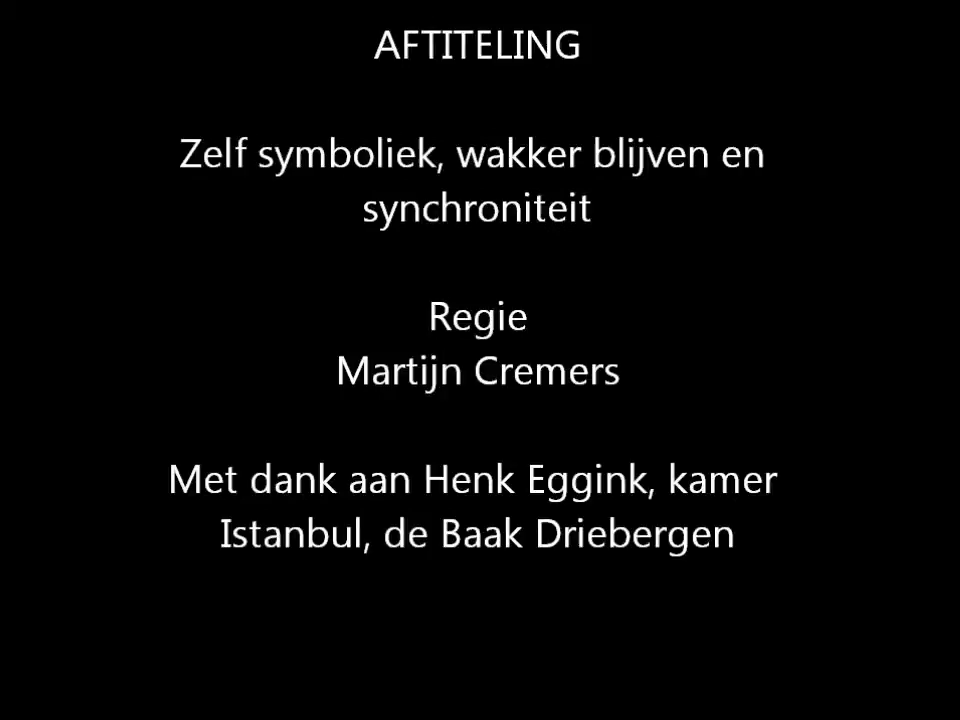 AFTITELING
Zelf symboliek, wakker blijven en
synchroniteit
Regie
Martijn Cremers
Met dank aan Henk Eggink, kamer
Istanbul, de Baak Driebergen